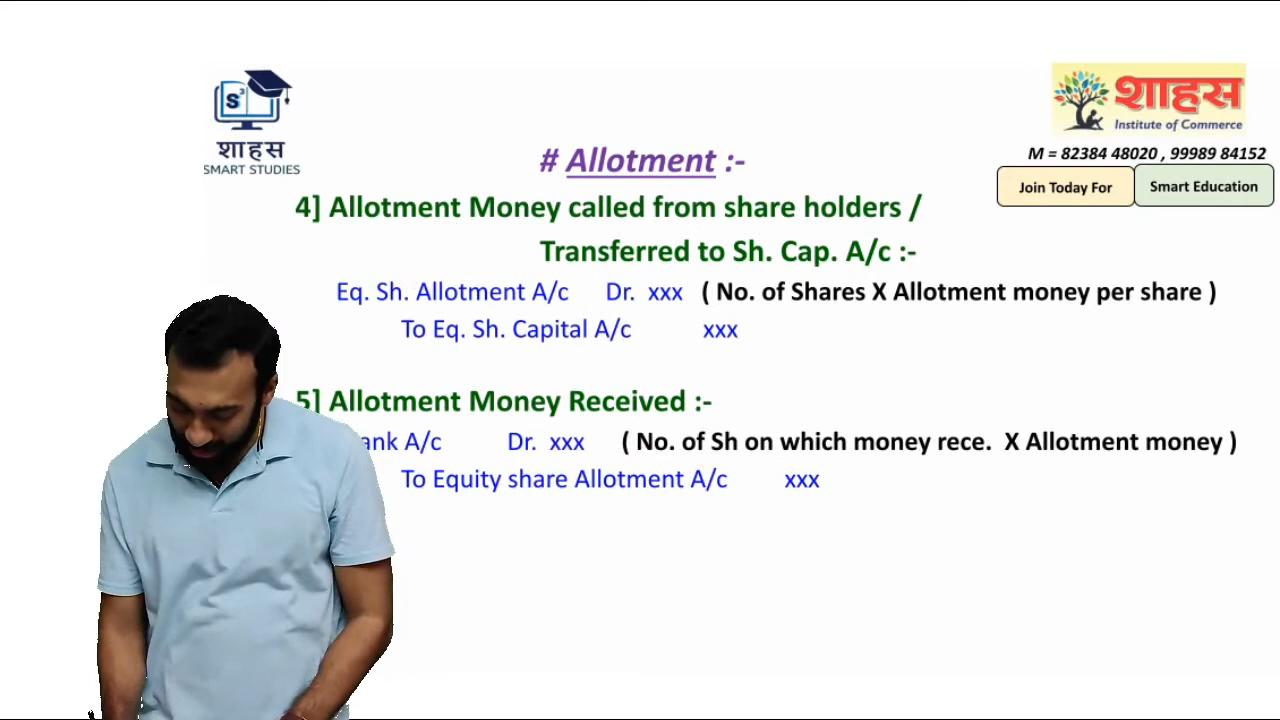 S³
शाहस
SMART STUDIES
शाहस
Institute of Commerce
M = 82384 48020 , 99989 84152
Join Today For
Smart Education
# Allotment :-
4] Allotment Money called from share holders /
Transferred to Sh. Cap. A/c :-
Eq. Sh. Allotment A/c Dr. xxx ( No. of Shares X Allotment money per share )
To Eq. Sh. Capital A/c xxx
5] Allotment Money Received :-
ank A/c Dr. xxx ( No. of Sh on which money rece. X Allotment money )
To Equity share Allotment A/c xxx